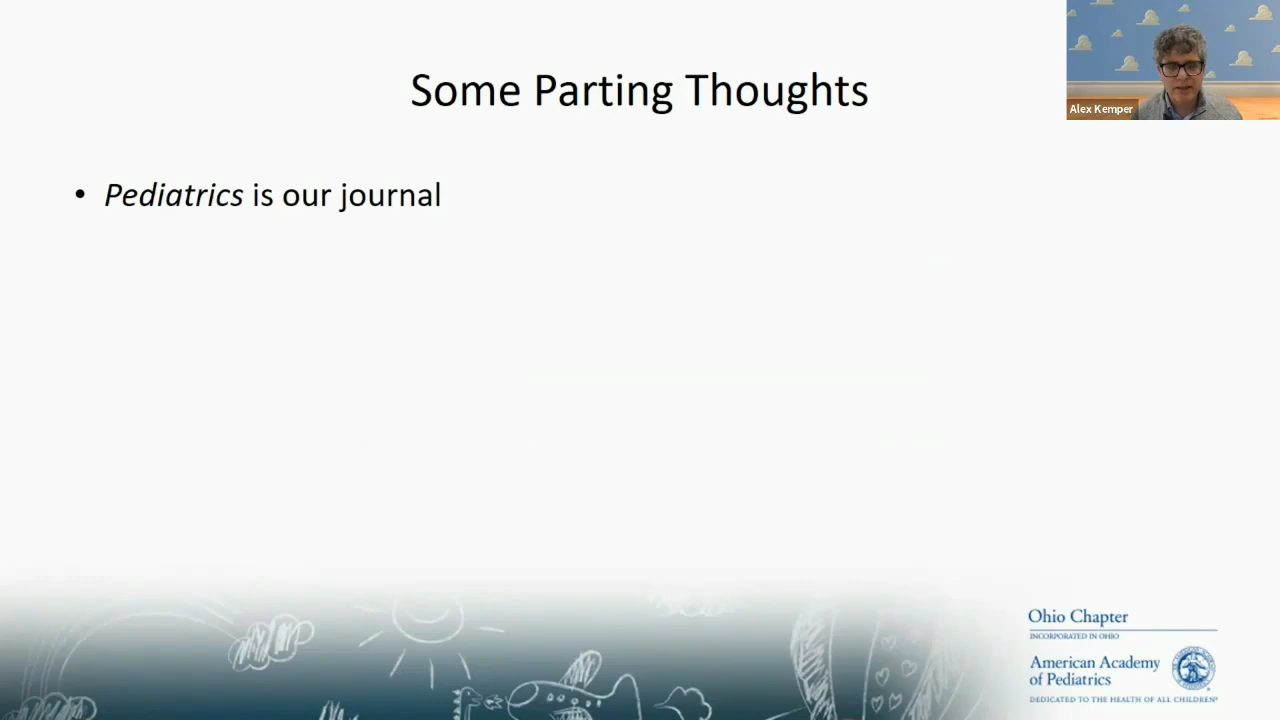 Some Parting Thoughts
Alex Kemper
• Pediatrics is our journal
Ohio Chapter
INCORPORATED IN OHIO
American Academy
of Pediatrics
DEDICATED TO THE HEALTH OF ALL CHILDREN®